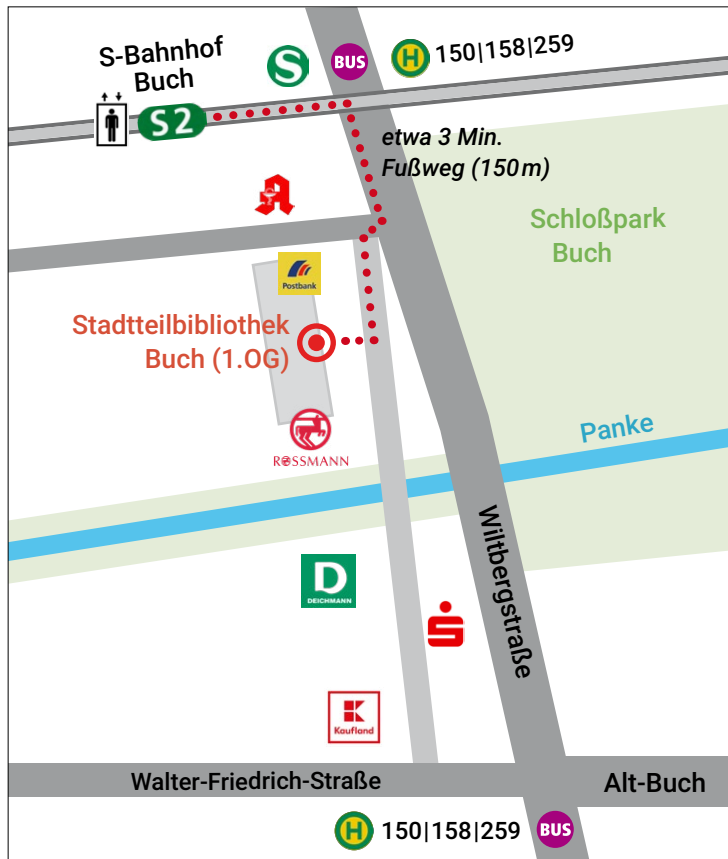 S-Bahnhof
Buch
S
BUS
H 150|158|259
S2
etwa 3 Min.
Fußweg (150m)
A
Schloßpark
Buch
Postbank
Stadtteilbibliothek
Buch (1.OG)
ROSSMANN
Panke
Wiltbergstraße
D
DEICHMANN
S
K
Kaufland
Walter-Friedrich-Straße
Alt-Buch
H 150|158|259 BUS